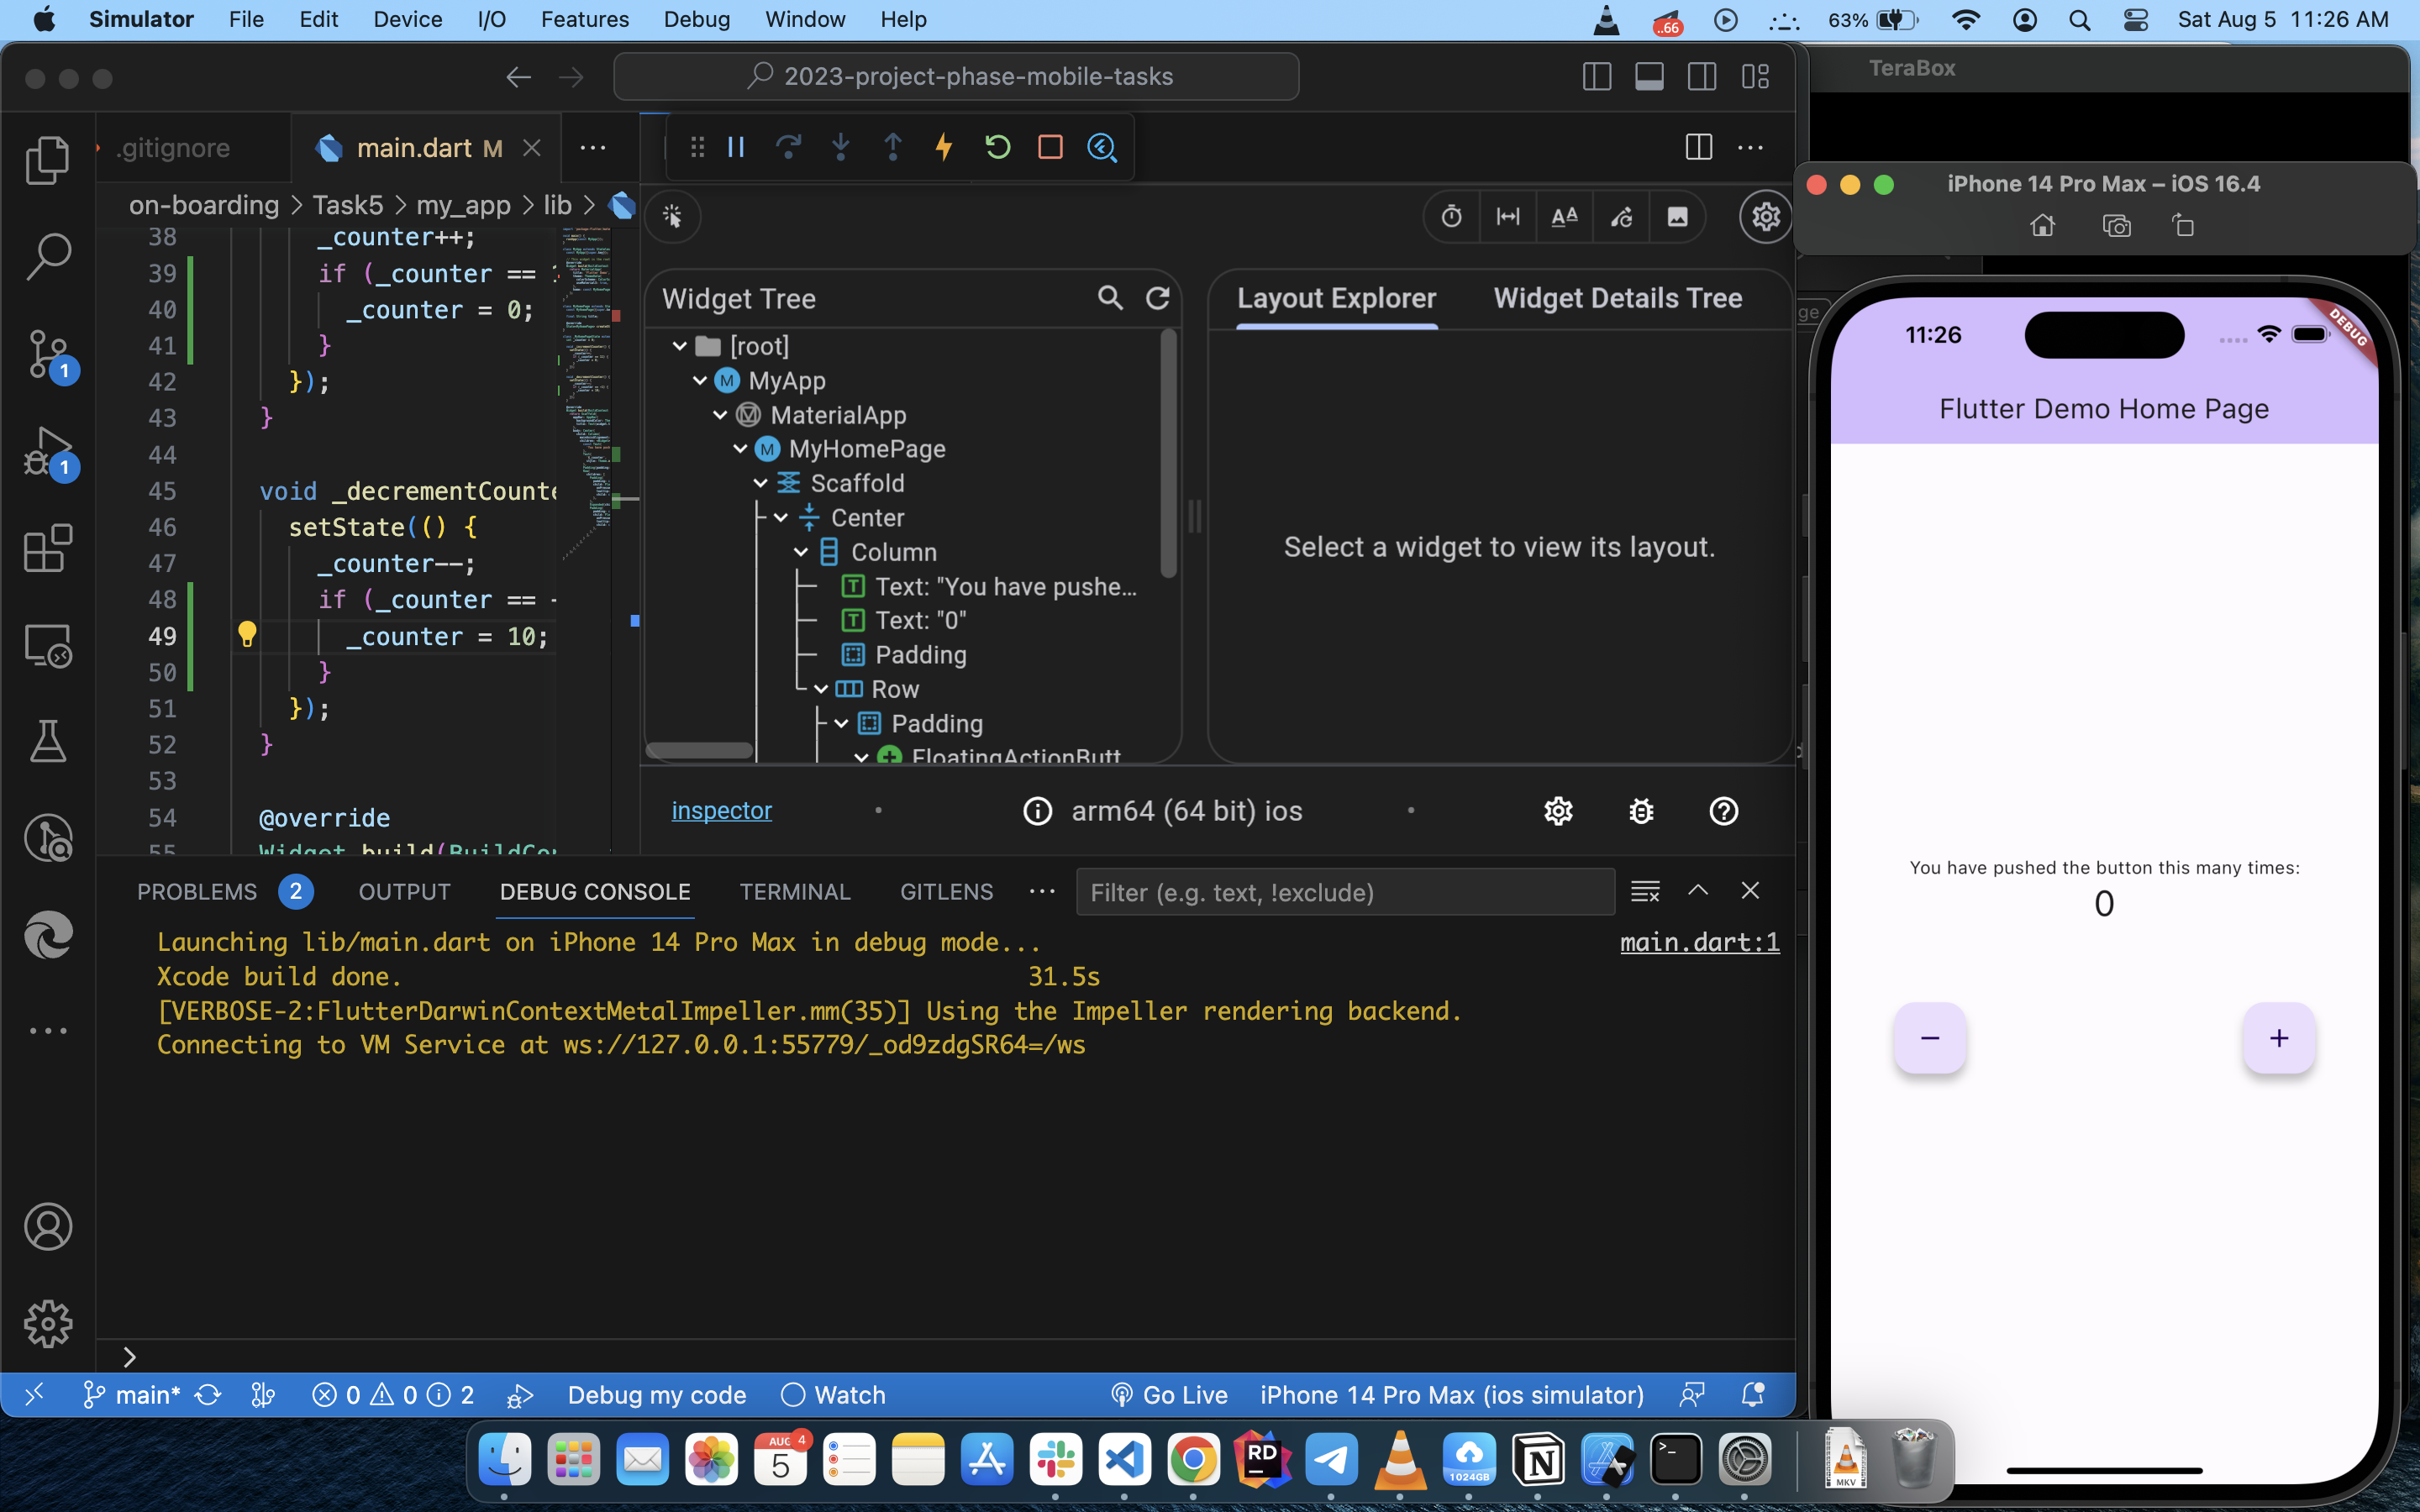 Simulator File Edit Device I/O Features Debug Window Help
..66 63% Sat Aug 5 11:26 AM
2023-project-phase-mobile-tasks
TeraBox
.gitignore main.dart M
on-boarding > Task5 > my_app > lib >
38 _counter++;
39 if (_counter ==
40 _counter = 0;
41 }
42 });
43 }
44
45 void _decrementCounte
46 setState(() {
47 _counter--;
48 if (_counter == -
49 _counter = 10;
50 }
51 });
52 }
53
54 @override
55 Widget build(BuildCon
Widget Tree
[root]
MyApp
MaterialApp
MyHomePage
Scaffold
Center
Column
Text: "You have pushe...
Text: "0"
Padding
Row
Padding
FloatingActionButt
Layout Explorer Widget Details Tree
Select a widget to view its layout.
inspector • arm64 (64 bit) ios •
PROBLEMS 2 OUTPUT DEBUG CONSOLE TERMINAL GITLENS ... Filter (e.g. text, !exclude)
Launching lib/main.dart on iPhone 14 Pro Max in debug mode... main.dart:1
Xcode build done. 31.5s
[VERBOSE-2:FlutterDarwinContextMetalImpeller.mm(35)] Using the Impeller rendering backend.
Connecting to VM Service at ws://127.0.0.1:55779/_od9zdgSR64=/ws
>
main* 0 0 2 Debug my code Watch Go Live iPhone 14 Pro Max (ios simulator)
iPhone 14 Pro Max – iOS 16.4
11:26
DEBUG
Flutter Demo Home Page
You have pushed the button this many times:
0
− +
AUG 4
5
RD
1024GB
N
MKV